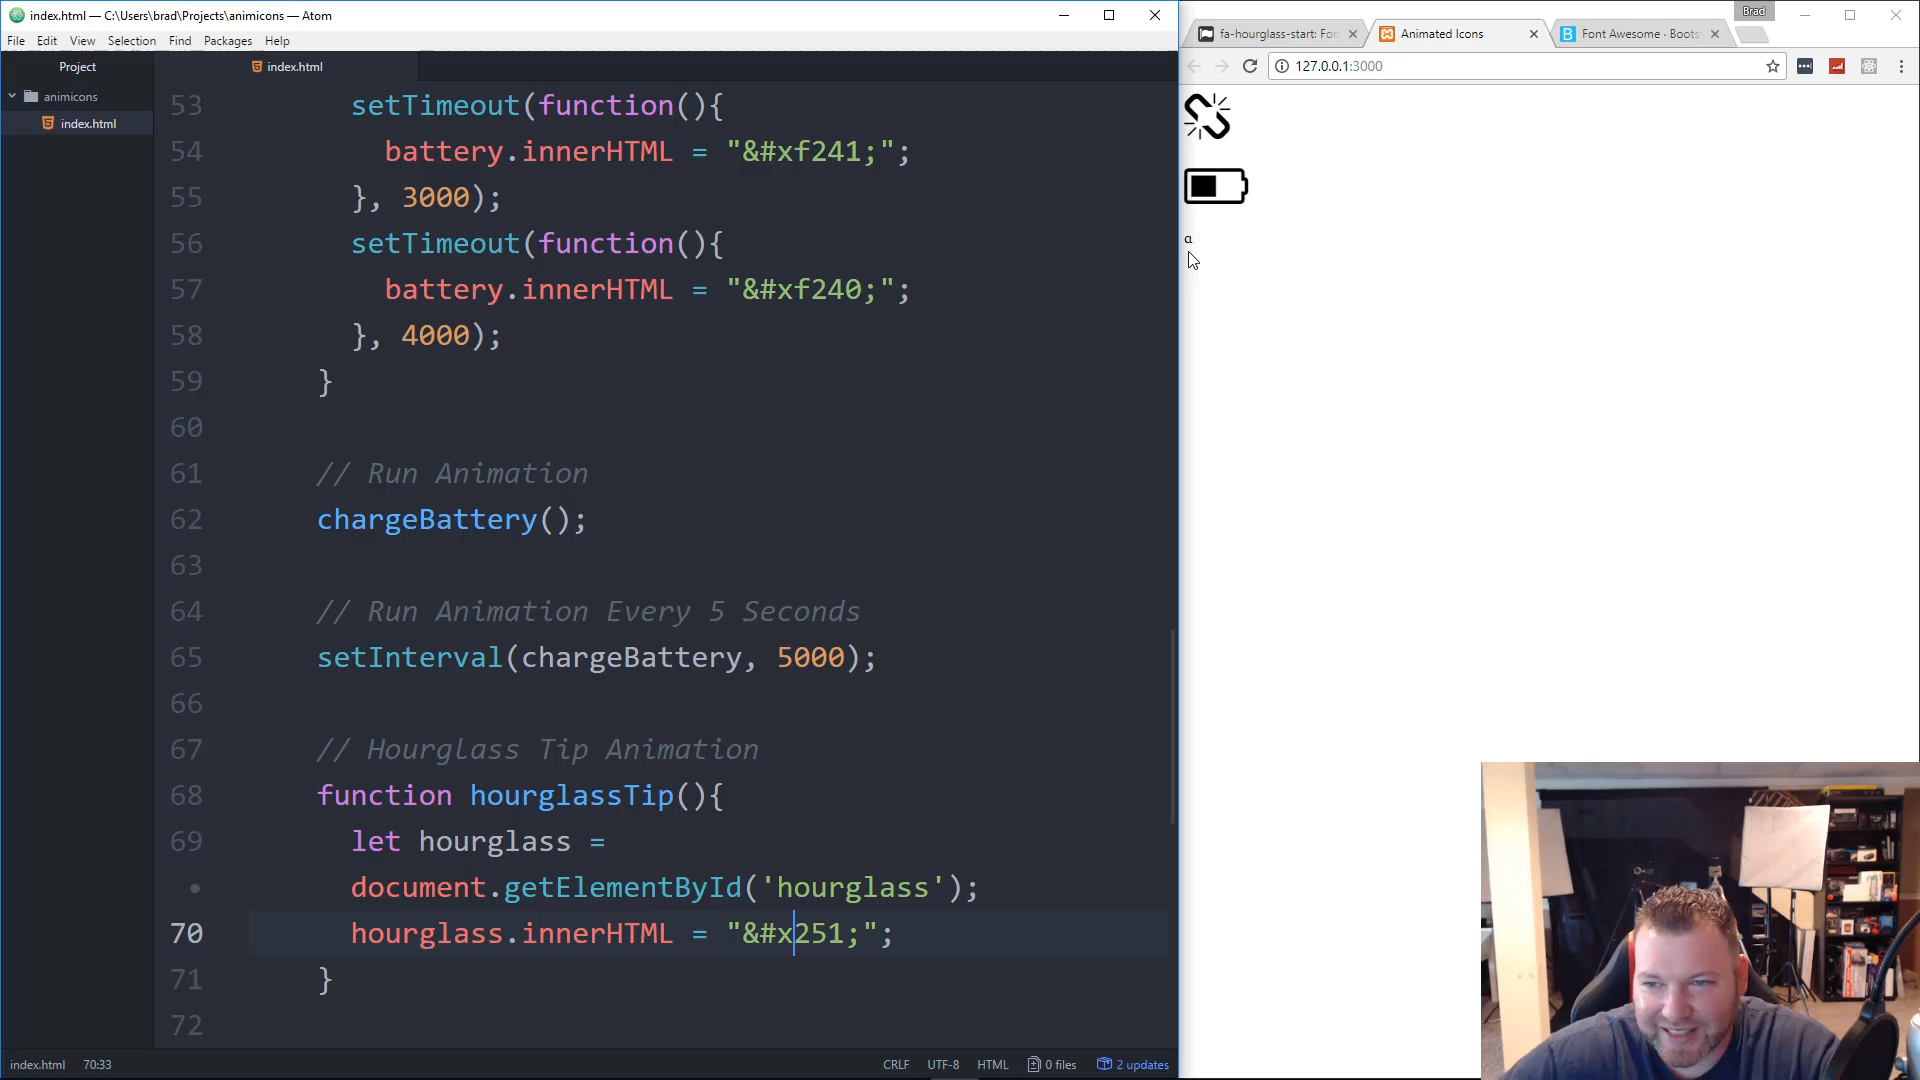 index.html — C:\Users\brad\Projects\animicons — Atom
File Edit View Selection Find Packages Help
Project
animicons
index.html
index.html
53 setTimeout(function(){
54 battery.innerHTML = "&#xf241;";
55 }, 3000);
56 setTimeout(function(){
57 battery.innerHTML = "&#xf240;";
58 }, 4000);
59 }
60
61 // Run Animation
62 chargeBattery();
63
64 // Run Animation Every 5 Seconds
65 setInterval(chargeBattery, 5000);
66
67 // Hourglass Tip Animation
68 function hourglassTip(){
69 let hourglass =
• document.getElementById('hourglass');
70 hourglass.innerHTML = "&#x251;";
71 }
72
index.html 70:33 CRLF UTF-8 HTML 0 files 2 updates
Brad
fa-hourglass-start: Fon Animated Icons Font Awesome · Boots
127.0.0.1:3000
ɑ